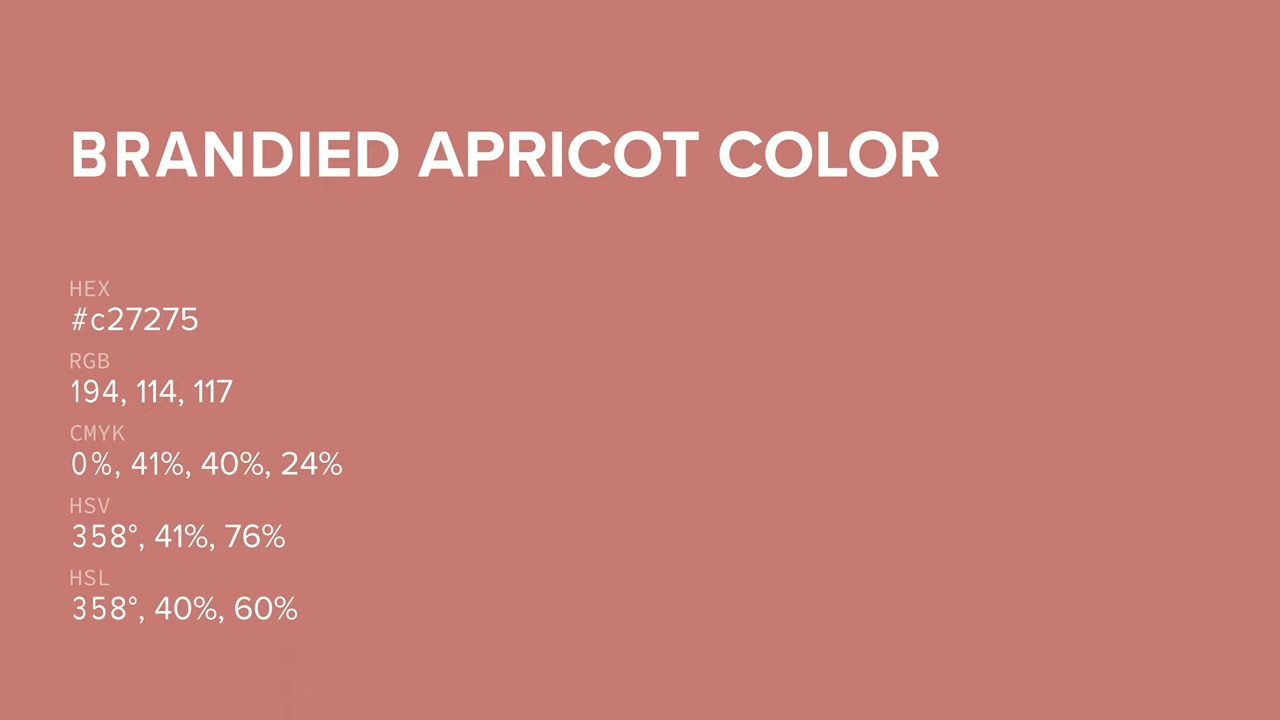 BRANDIED APRICOT COLOR
HEX
#c27275
RGB
194, 114, 117
CMYK
0%, 41%, 40%, 24%
HSV
358°, 41%, 76%
HSL
358°, 40%, 60%